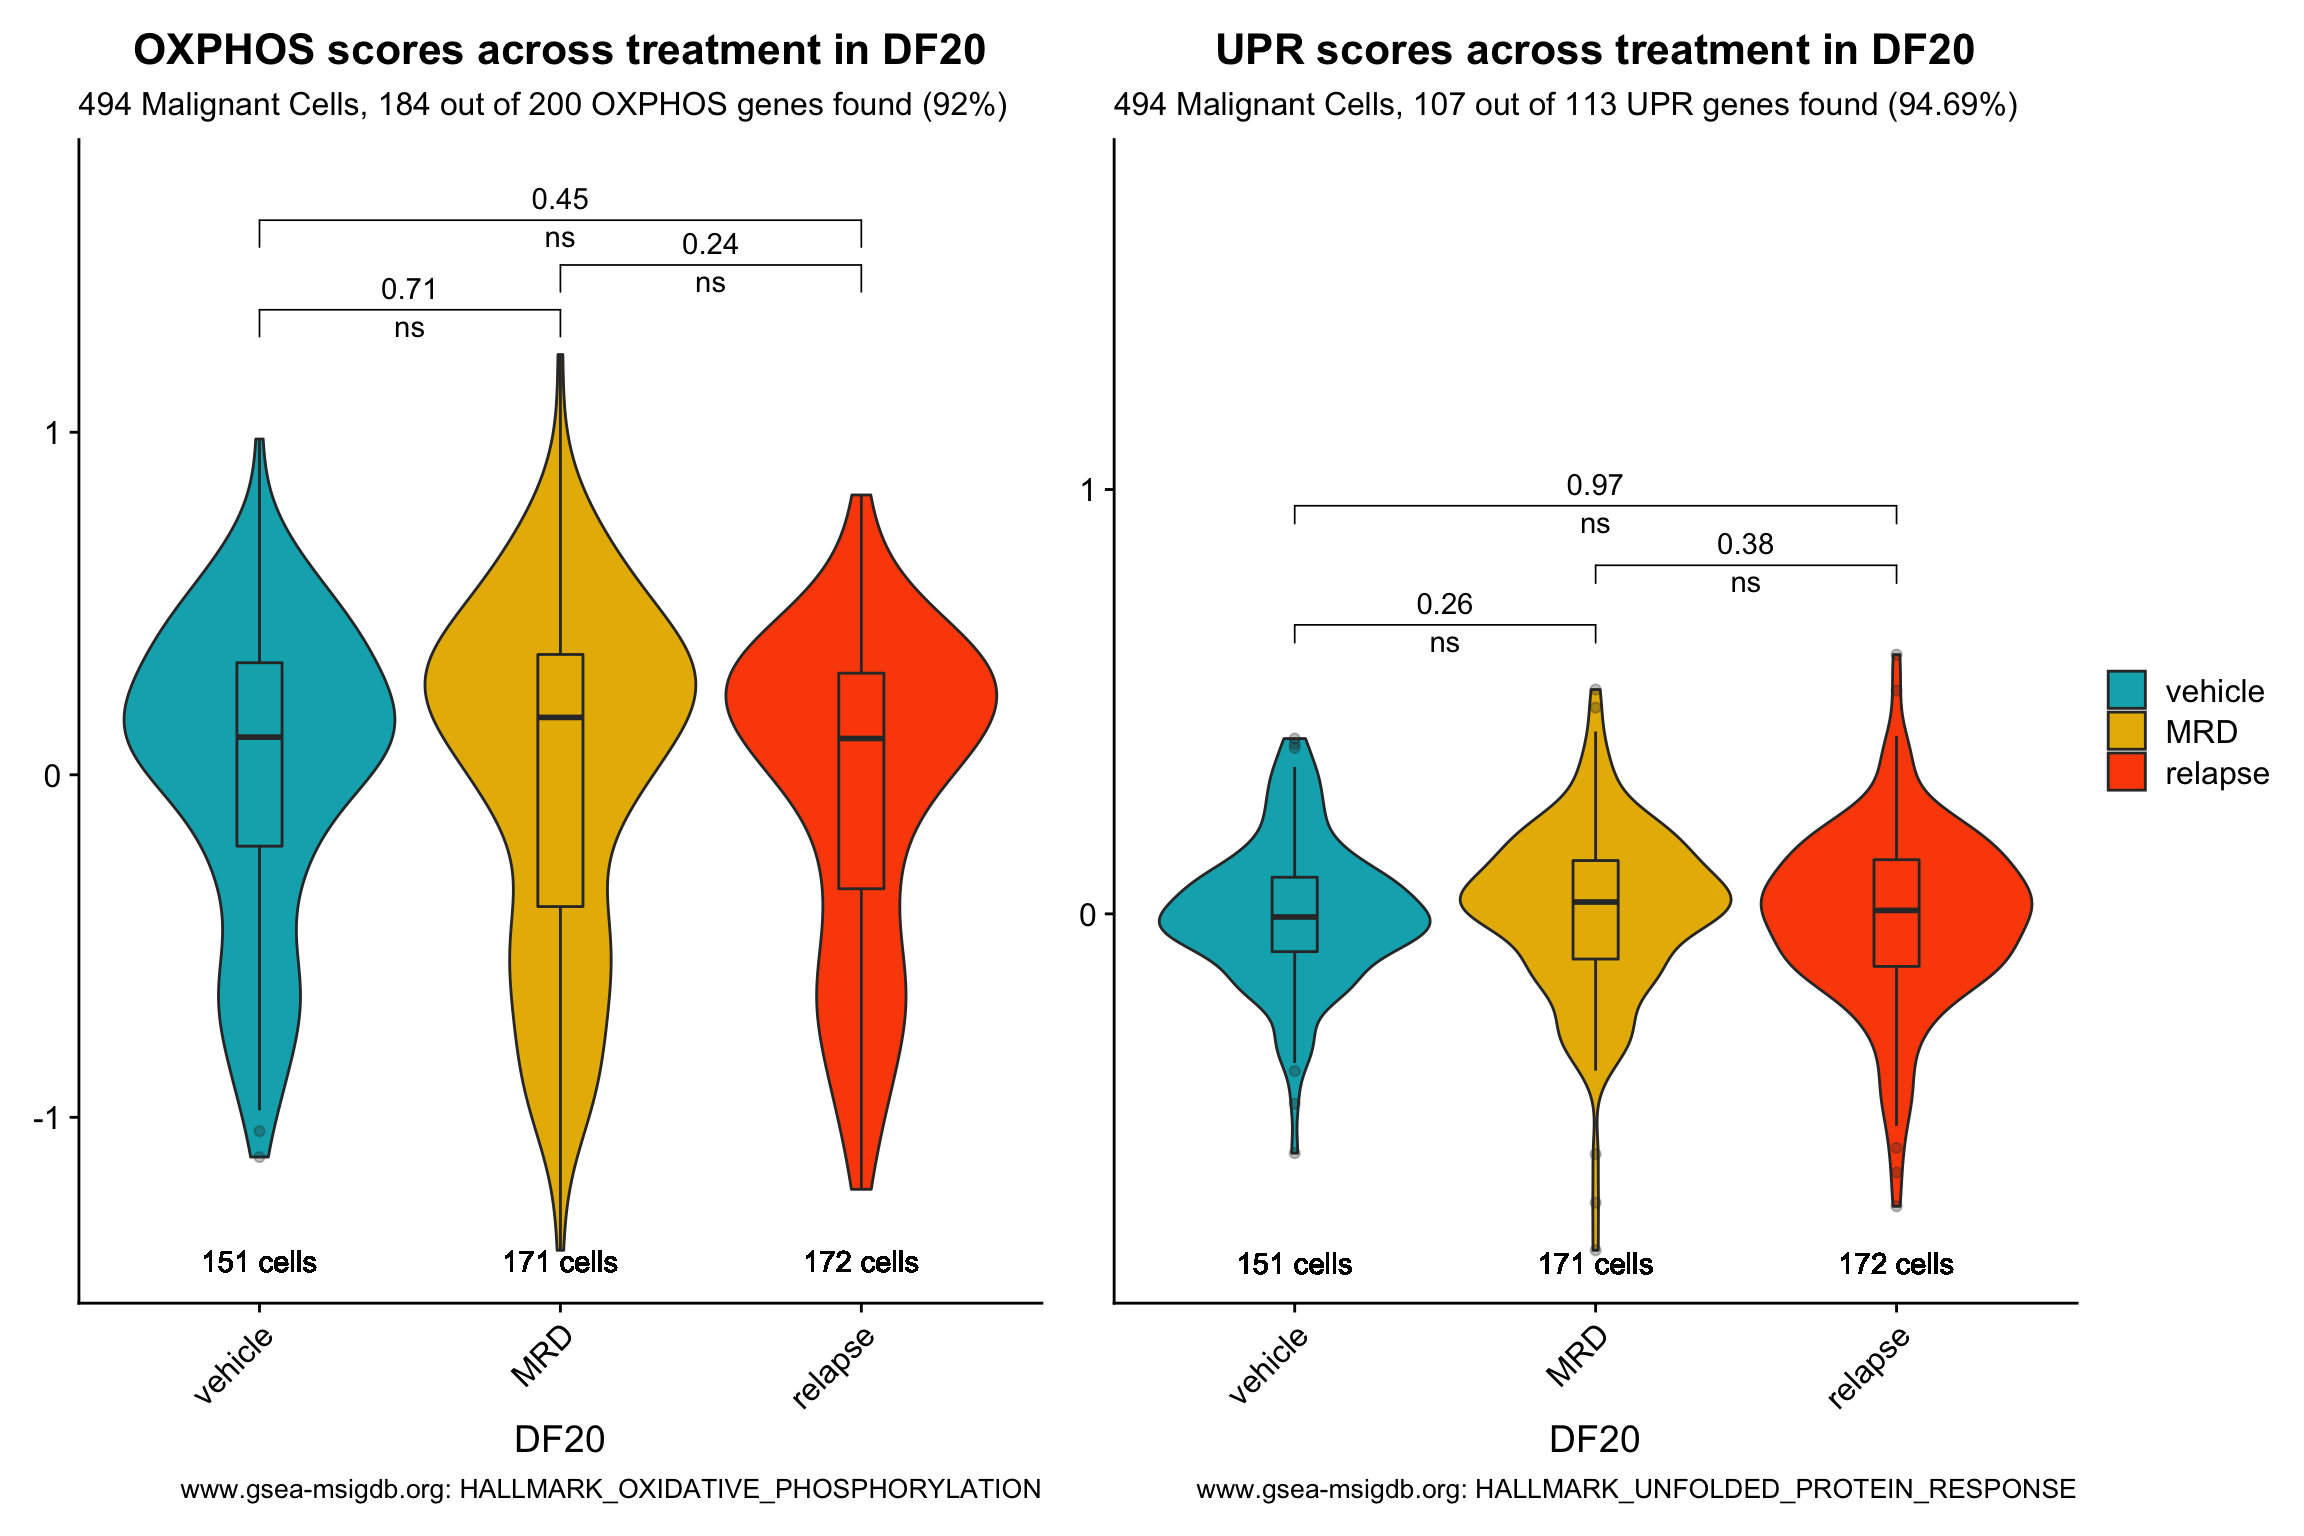 OXPHOS scores across treatment in DF20
494 Malignant Cells, 184 out of 200 OXPHOS genes found (92%)
0.45
ns
0.24
ns
0.71
ns
1
0
-1
151 cells
171 cells
172 cells
vehicle
MRD
relapse
DF20
www.gsea-msigdb.org: HALLMARK_OXIDATIVE_PHOSPHORYLATION
UPR scores across treatment in DF20
494 Malignant Cells, 107 out of 113 UPR genes found (94.69%)
1
0.97
ns
0.38
ns
0.26
ns
0
151 cells
171 cells
172 cells
vehicle
MRD
relapse
DF20
www.gsea-msigdb.org: HALLMARK_UNFOLDED_PROTEIN_RESPONSE
vehicle
MRD
relapse